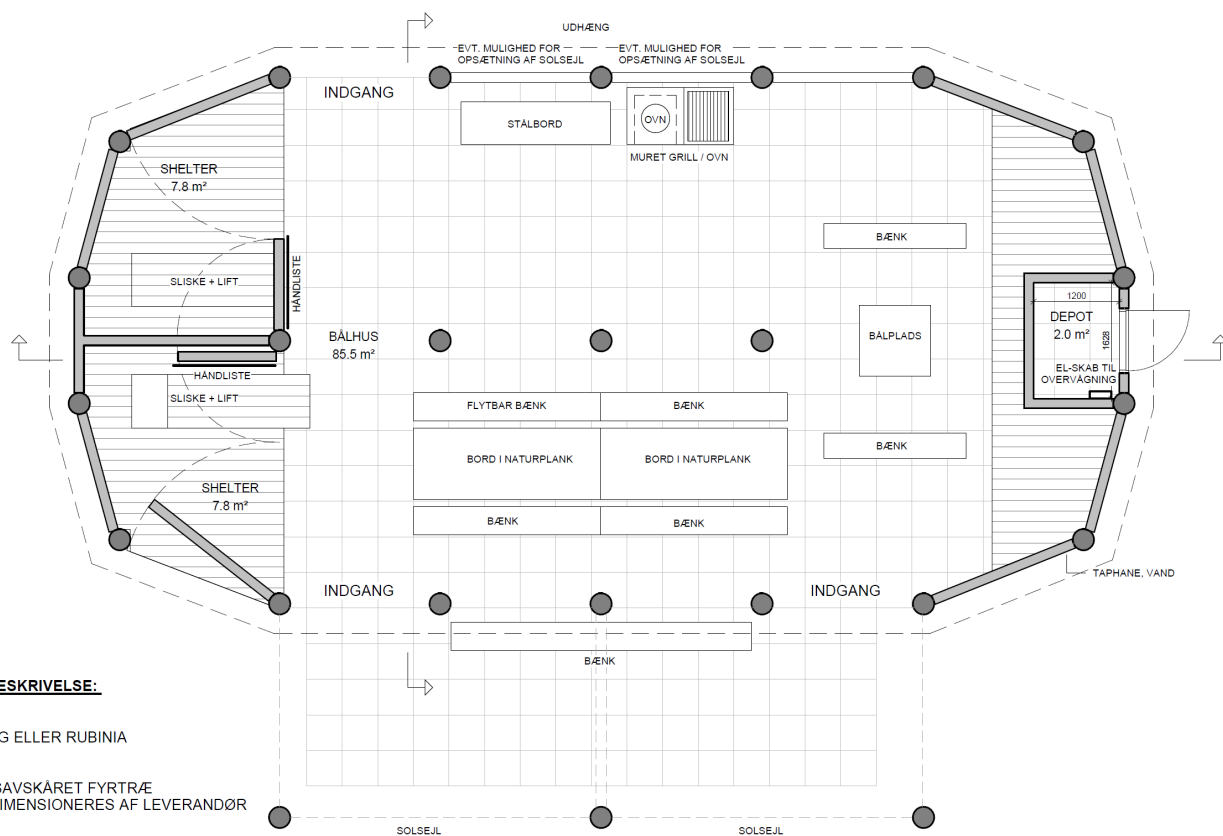 UDHÆNG
EVT. MULIGHED FOR
OPSÆTNING AF SOLSEJL
EVT. MULIGHED FOR
OPSÆTNING AF SOLSEJL
INDGANG
STÅLBORD
OVN
MURET GRILL / OVN
SHELTER
7.8 m²
BÆNK
SLISKE + LIFT
HÅNDLISTE
1200
DEPOT
2.0 m²
1628
EL-SKAB TIL
OVERVÅGNING
BÅLHUS
85.5 m²
BÅLPLADS
HÅNDLISTE
SLISKE + LIFT
FLYTBAR BÆNK
BÆNK
BÆNK
BORD I NATURPLANK
BORD I NATURPLANK
SHELTER
7.8 m²
BÆNK
BÆNK
TAPHANE, VAND
INDGANG
INDGANG
BÆNK
ESKRIVELSE:
G ELLER RUBINIA
SAVSKÅRET FYRTRÆ
IMENSIONERES AF LEVERANDØR
SOLSEJL
SOLSEJL